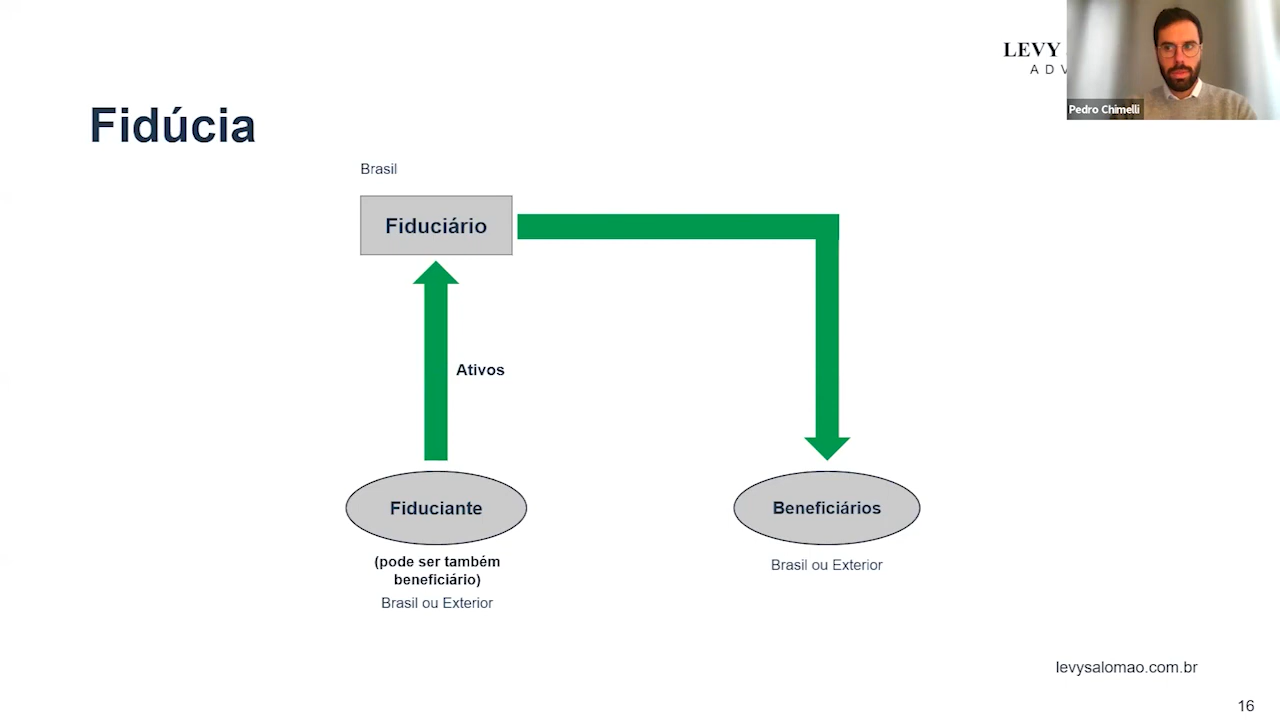 LEVY
ADV
Pedro Chimelli
Fidúcia
Brasil
Fiduciário
Ativos
Fiduciante
Beneficiários
(pode ser também
beneficiário)
Brasil ou Exterior
Brasil ou Exterior
levysalomao.com.br
16